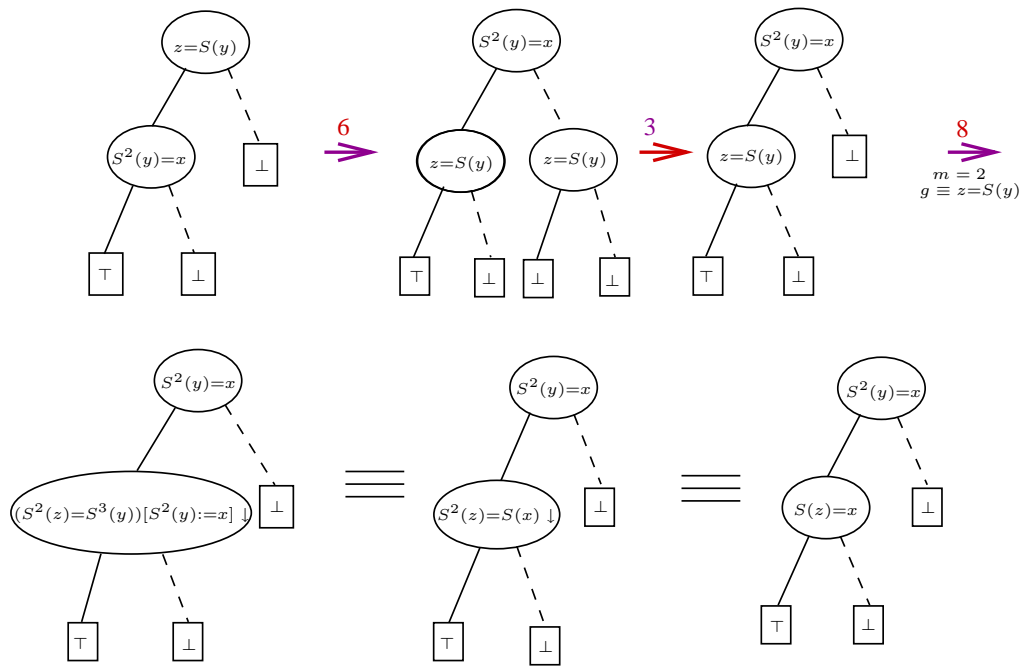 z=S(y)
S²(y)=x
⊥
⊤
⊥
6
S²(y)=x
z=S(y)
z=S(y)
⊤
⊥
⊥
⊥
3
S²(y)=x
z=S(y)
⊥
⊤
⊥
8
m = 2
g ≡ z=S(y)
S²(y)=x
(S²(z)=S³(y))[S²(y):=x] ↓
⊥
⊤
⊥
S²(y)=x
S²(z)=S(x) ↓
⊥
⊤
⊥
S²(y)=x
S(z)=x
⊥
⊤
⊥